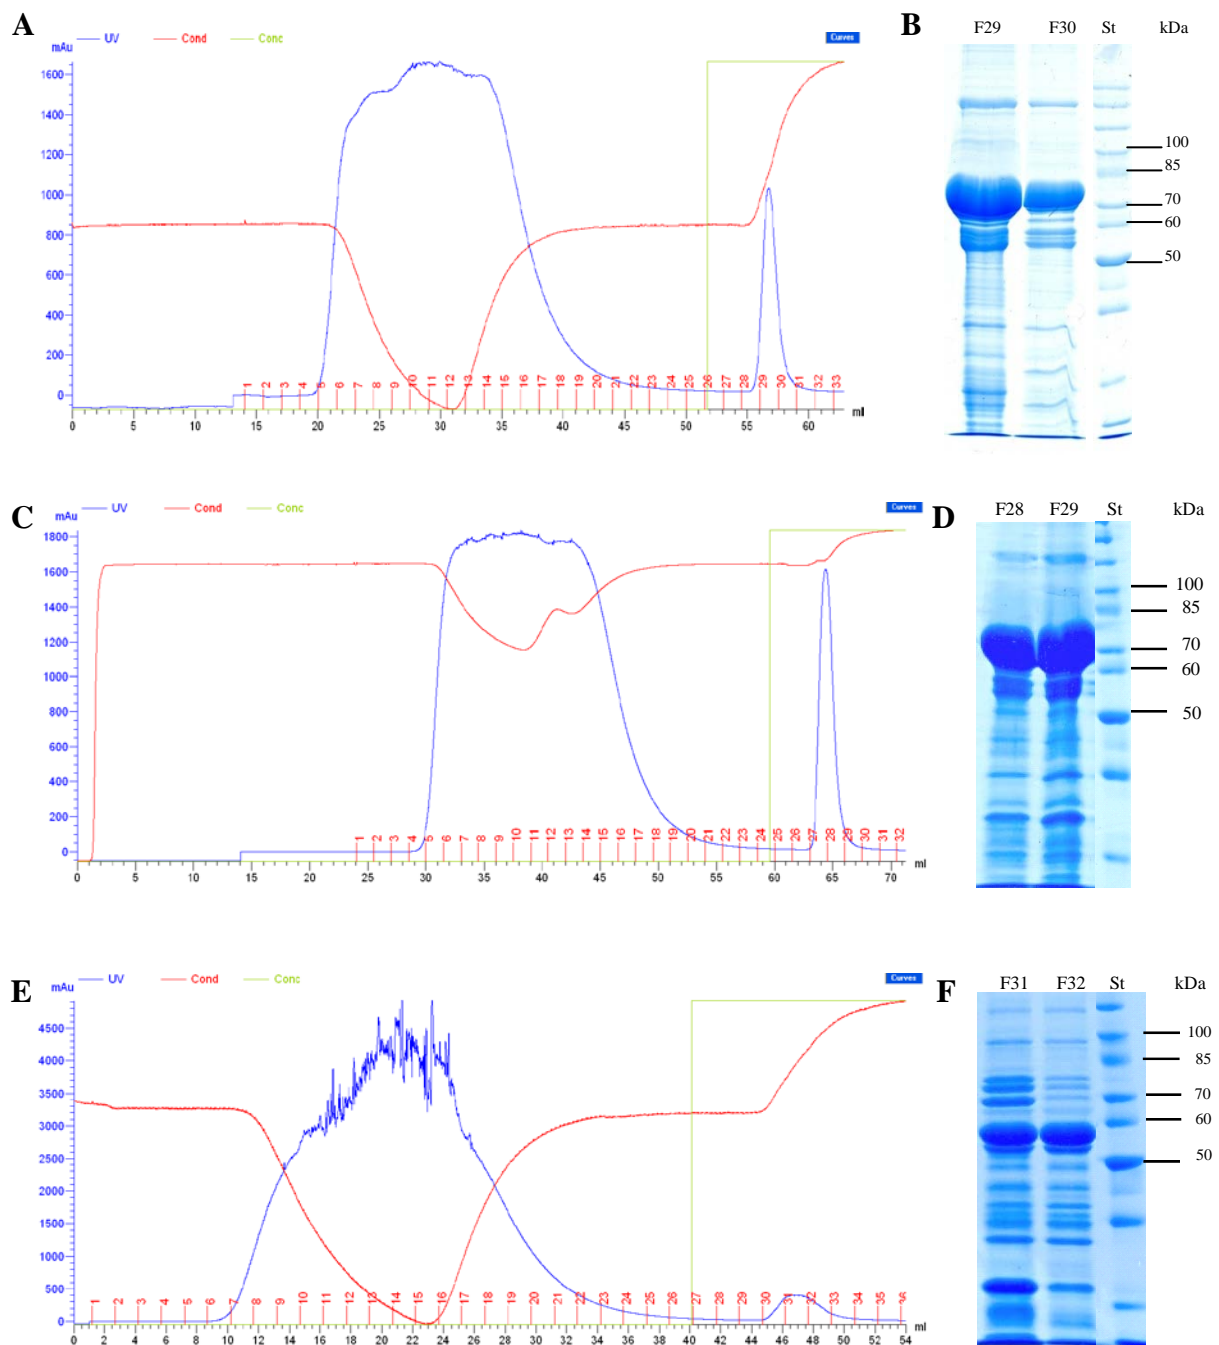 A
UV Cond Conc
Curves
mAu
1600
1400
1200
1000
800
600
400
200
0
1 2 3 4 5 6 7 8 9 10 11 12 13 14 15 16 17 18 19 20 21 22 23 24 25 26 27 28 29 30 31 32 33
0 5 10 15 20 25 30 35 40 45 50 55 60 ml
B
F29 F30 St kDa
100
85
70
60
50
C
UV Cond Conc
Curves
mAu
1800
1600
1400
1200
1000
800
600
400
200
0
1 2 3 4 5 6 7 8 9 10 11 12 13 14 15 16 17 18 19 20 21 22 23 24 25 26 27 28 29 30 31 32
0 5 10 15 20 25 30 35 40 45 50 55 60 65 70 ml
D
F28 F29 St kDa
100
85
70
60
50
E
UV Cond Conc
Curves
mAu
4500
4000
3500
3000
2500
2000
1500
1000
500
0
1 2 3 4 5 6 7 8 9 10 11 12 13 14 15 16 17 18 19 20 21 22 23 24 25 26 27 28 29 30 31 32 33 34 35
0 2 4 6 8 10 12 14 16 18 20 22 24 26 28 30 32 34 36 38 40 42 44 46 48 50 52 54
ml
F
F31 F32 St kDa
100
85
70
60
50